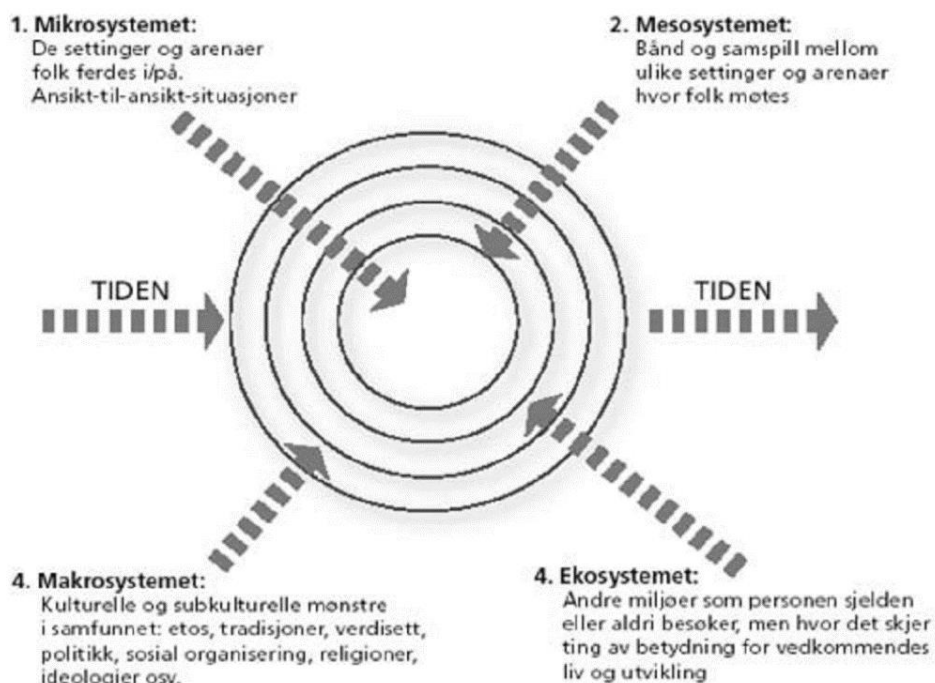 1. Mikrosystemet:
De settinger og arenaer
folk ferdes i/på.
Ansikt-til-ansikt-situasjoner
2. Mesosystemet:
Bånd og samspill mellom
ulike settinger og arenaer
hvor folk møtes
TIDEN
TIDEN
4. Makrosystemet:
Kulturelle og subkulturelle mønstre
i samfunnet: etos, tradisjoner, verdisett,
politikk, sosial organisering, religioner,
ideologier osv.
4. Ekosystemet:
Andre miljøer som personen sjelden
eller aldri besøker, men hvor det skjer
ting av betydning for vedkommendes
liv og utvikling